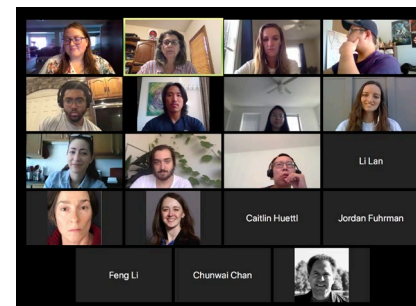 Li Lan
Caitlin Huettl
Jordan Fuhrman
Feng Li
Chunwai Chan